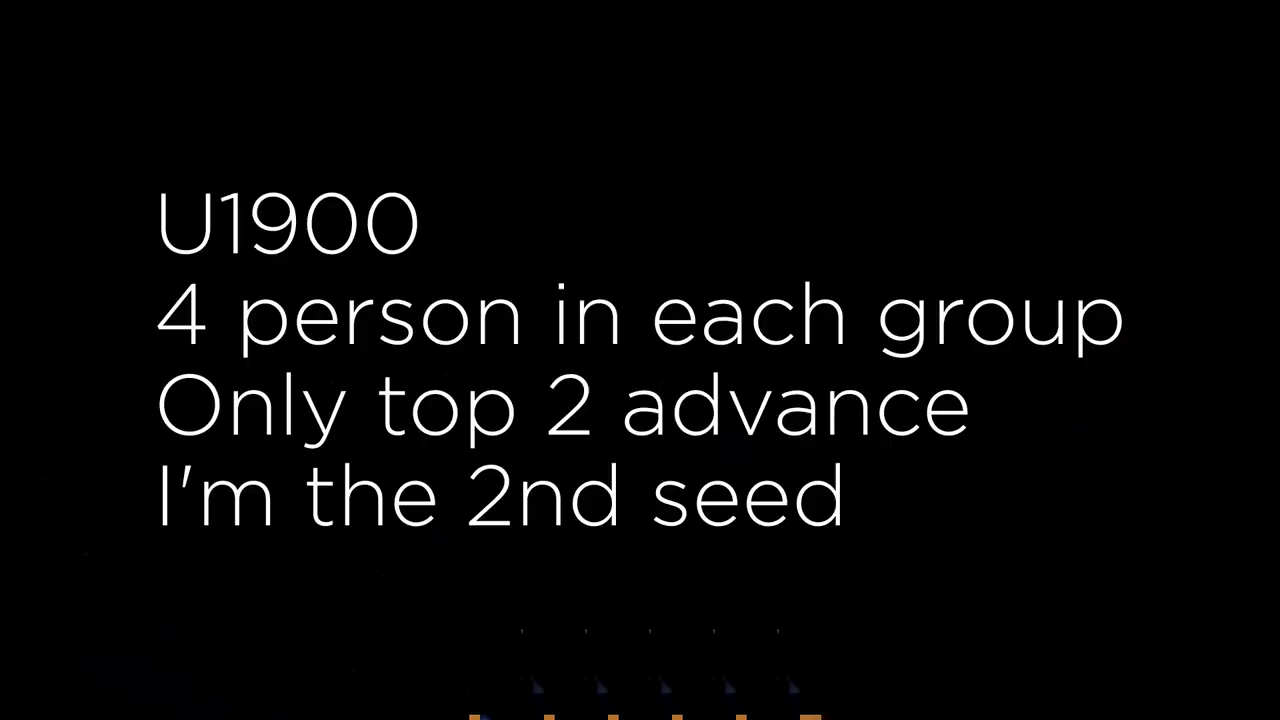 U1900
4 person in each group
Only top 2 advance
I'm the 2nd seed